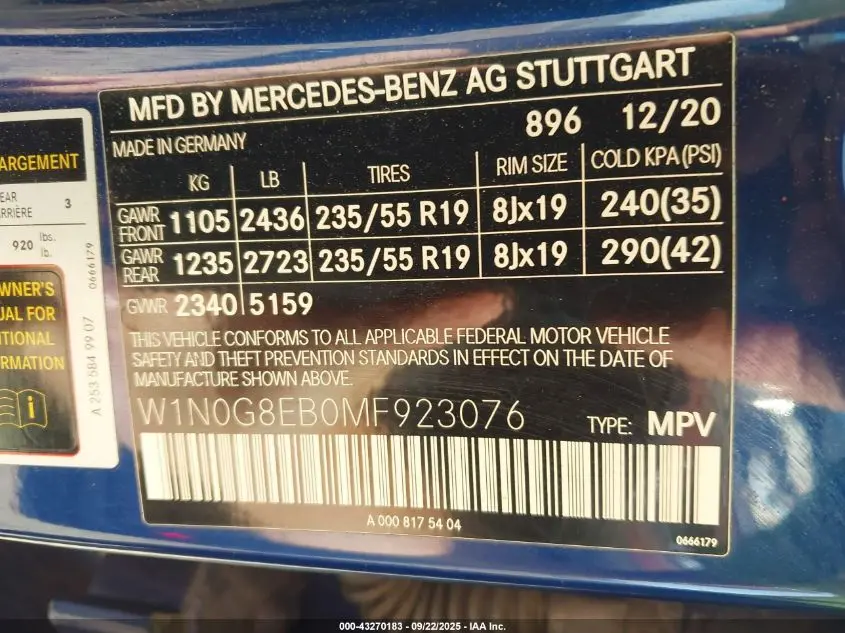 MFD BY MERCEDES-BENZ AG STUTTGART
MADE IN GERMANY 896 12/20
KG LB TIRES RIM SIZE COLD KPA (PSI)
GAWR FRONT 1105 2436 235/55 R19 8Jx19 240(35)
GAWR REAR 1235 2723 235/55 R19 8Jx19 290(42)
GVWR 2340 5159
THIS VEHICLE CONFORMS TO ALL APPLICABLE FEDERAL MOTOR VEHICLE
SAFETY AND THEFT PREVENTION STANDARDS IN EFFECT ON THE DATE OF
MANUFACTURE SHOWN ABOVE.
W1N0G8EB0MF923076 TYPE: MPV
A 000 817 54 04
0666179
ARGEMENT
EAR
RRIÈRE 3
920 lbs.
lb.
0666179
WNER'S
UAL FOR
ITIONAL
FORMATION
i
A 253 584 99 07
000-43270183 - 09/22/2025 - IAA Inc.